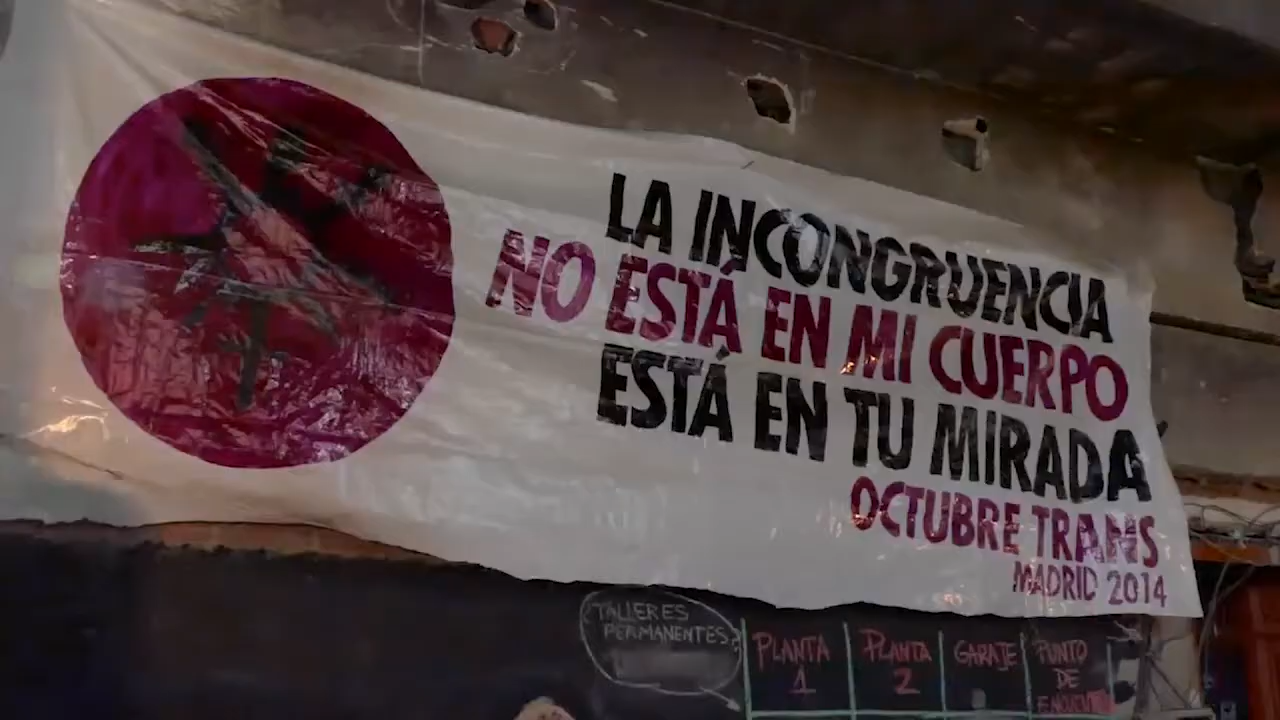 LA INCONGRUENCIA
NO ESTÁ EN MI CUERPO
ESTÁ EN TU MIRADA
OCTUBRE TRANS
MADRID 2014
¿TALLERES
PERMANENTES?
PLANTA
1
PLANTA
2
GARAJE
PUNTO
DE